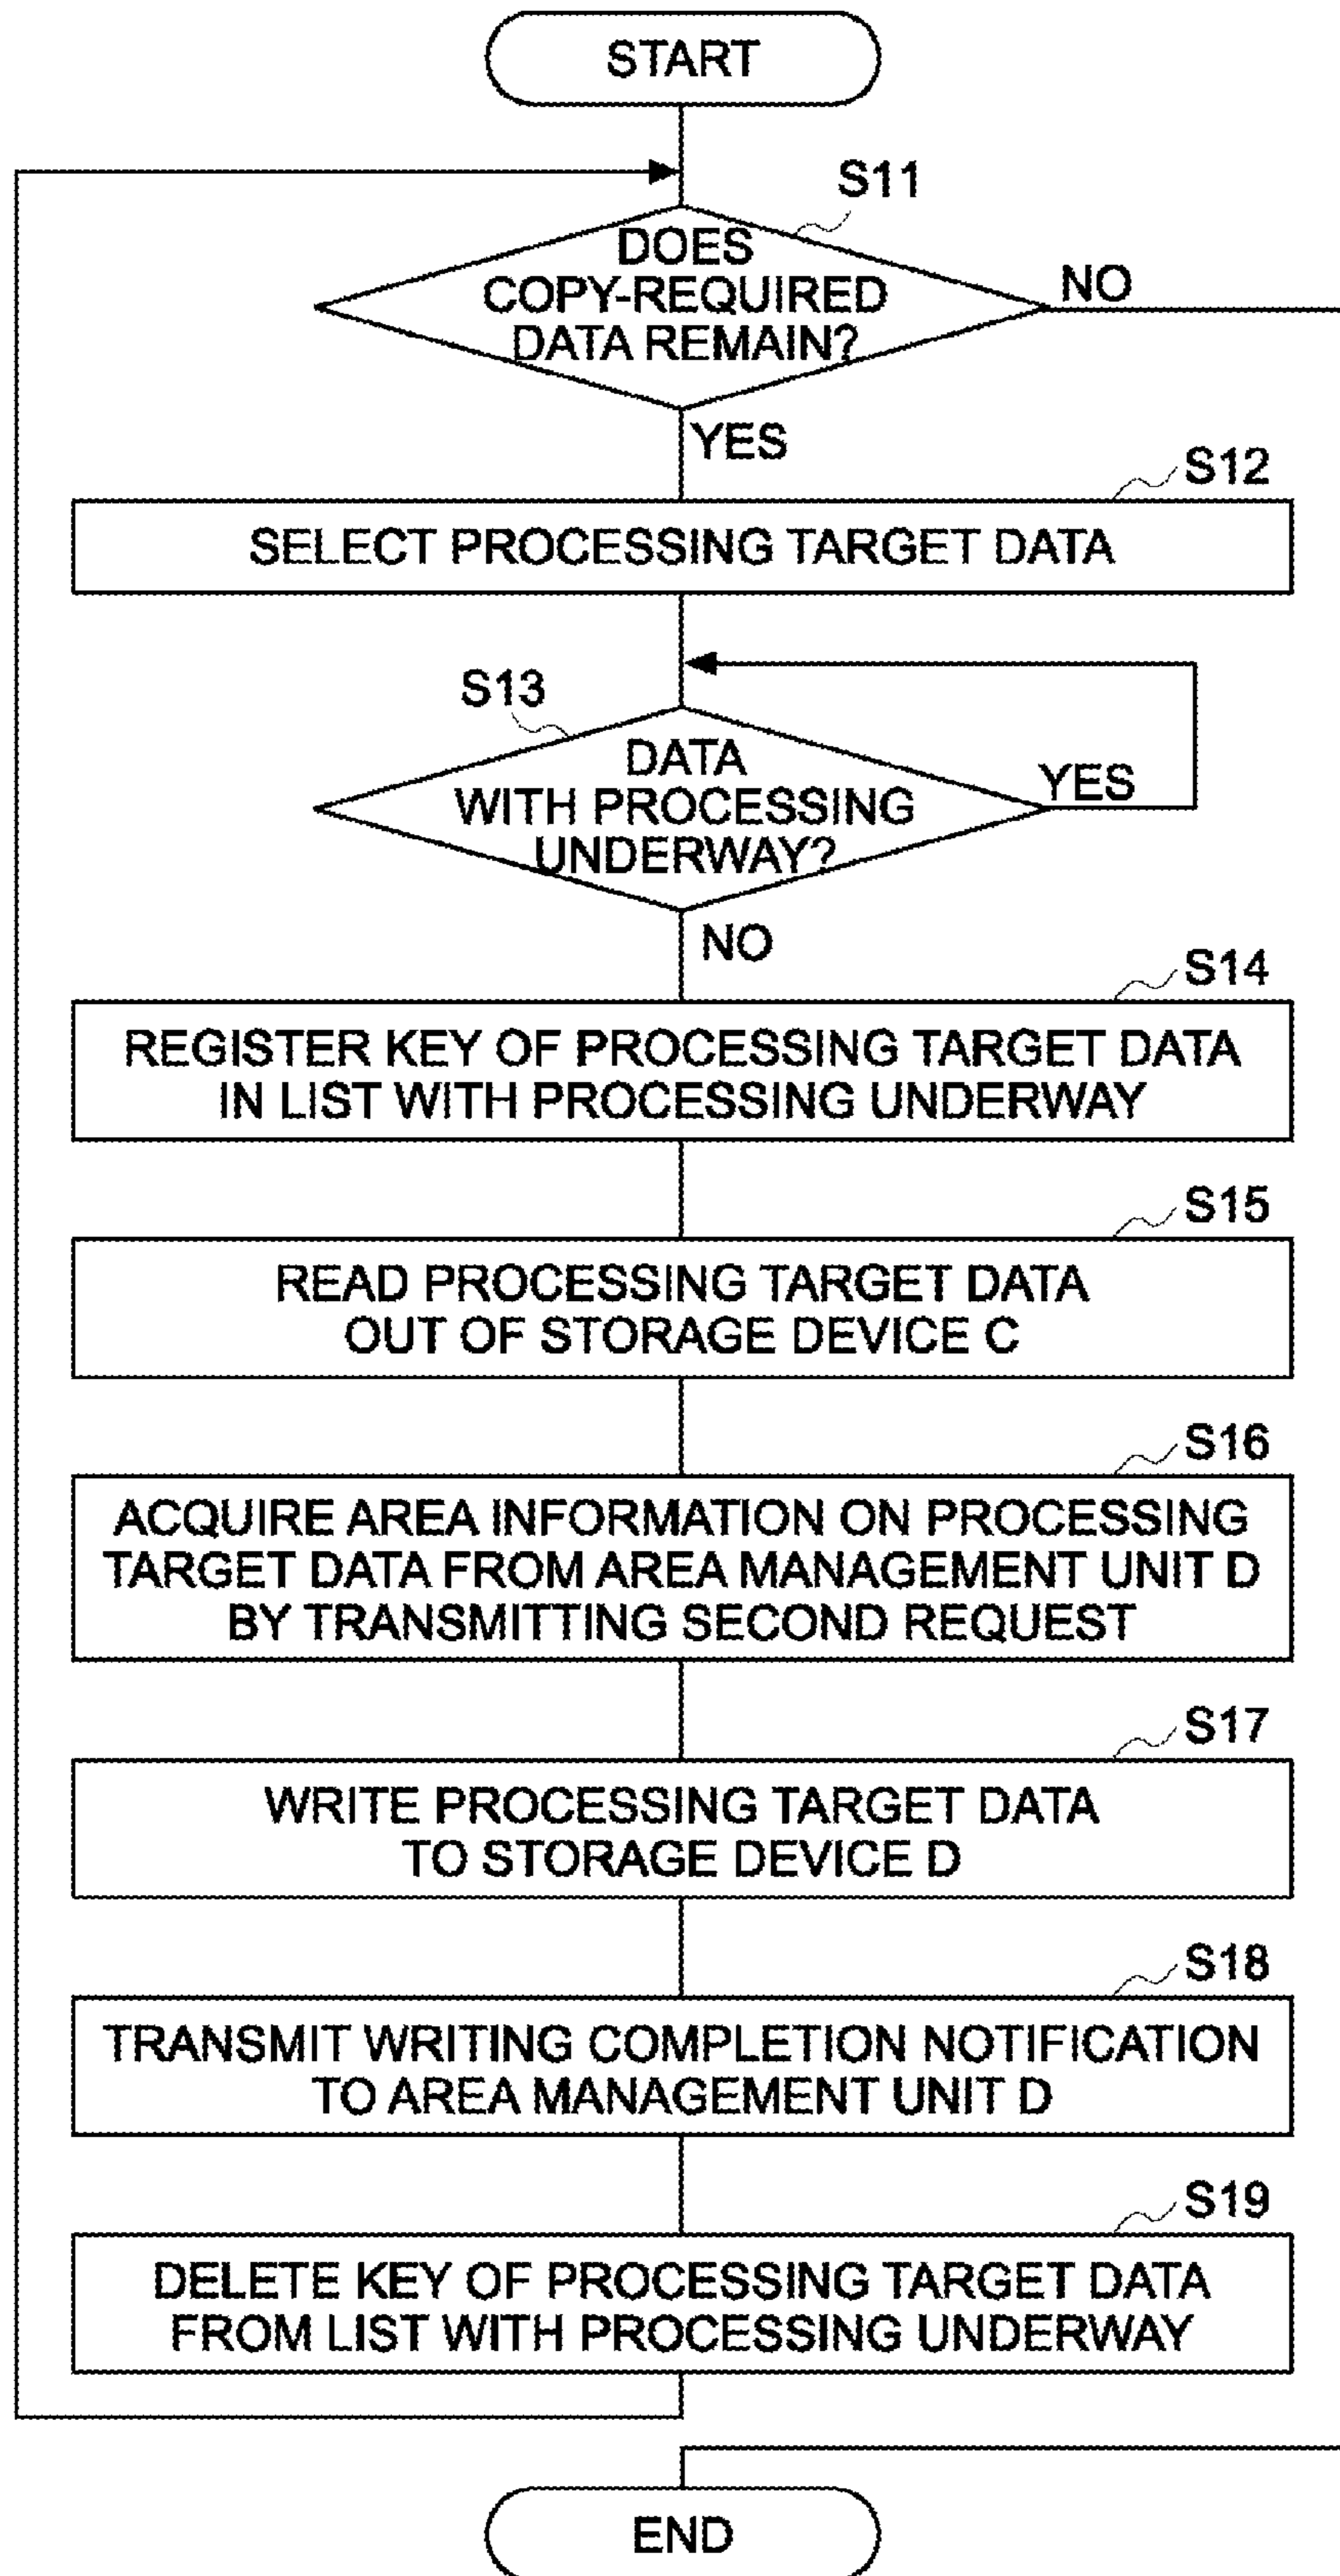 START
S11
DOES
COPY-REQUIRED
DATA REMAIN?
NO
YES
S12
SELECT PROCESSING TARGET DATA
S13
DATA
WITH PROCESSING
UNDERWAY?
YES
NO
S14
REGISTER KEY OF PROCESSING TARGET DATA
IN LIST WITH PROCESSING UNDERWAY
S15
READ PROCESSING TARGET DATA
OUT OF STORAGE DEVICE C
S16
ACQUIRE AREA INFORMATION ON PROCESSING
TARGET DATA FROM AREA MANAGEMENT UNIT D
BY TRANSMITTING SECOND REQUEST
S17
WRITE PROCESSING TARGET DATA
TO STORAGE DEVICE D
S18
TRANSMIT WRITING COMPLETION NOTIFICATION
TO AREA MANAGEMENT UNIT D
S19
DELETE KEY OF PROCESSING TARGET DATA
FROM LIST WITH PROCESSING UNDERWAY
END